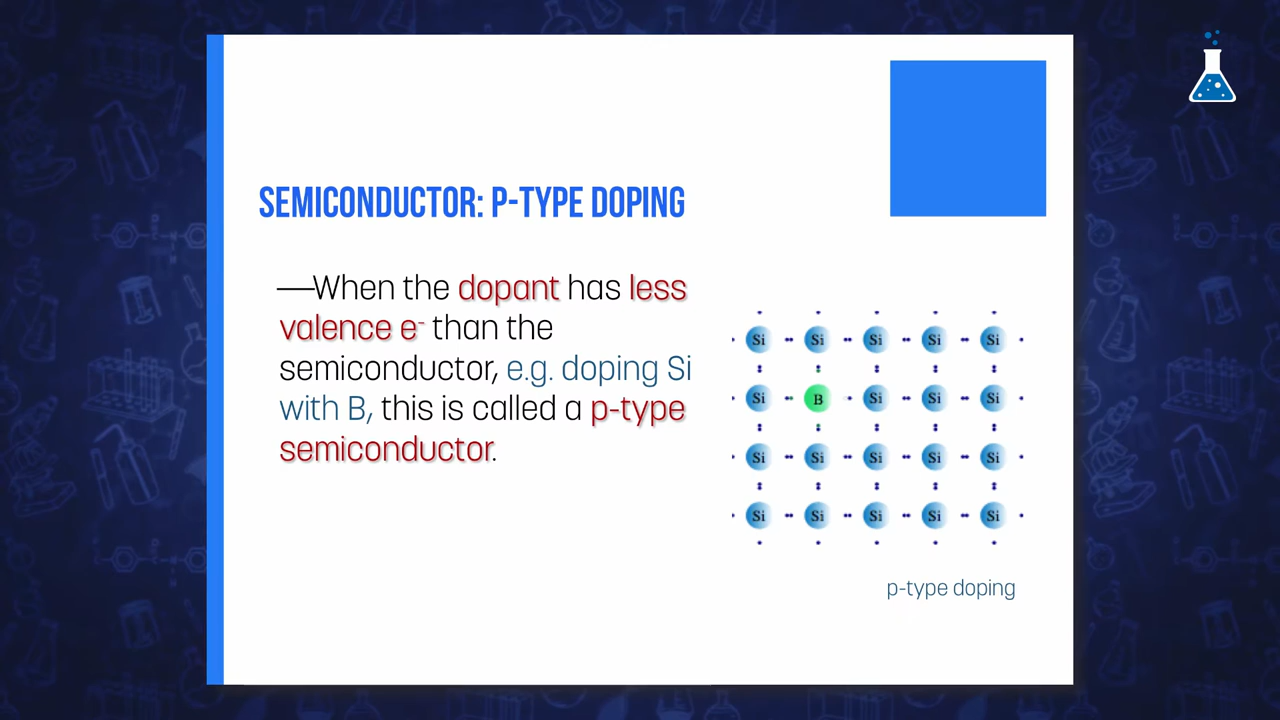 SEMICONDUCTOR: P-TYPE DOPING
—When the dopant has less
valence e⁻ than the
semiconductor, e.g. doping Si
with B, this is called a p-type
semiconductor.
Si Si Si Si Si
Si B Si Si Si
Si Si Si Si Si
Si Si Si Si Si
p-type doping